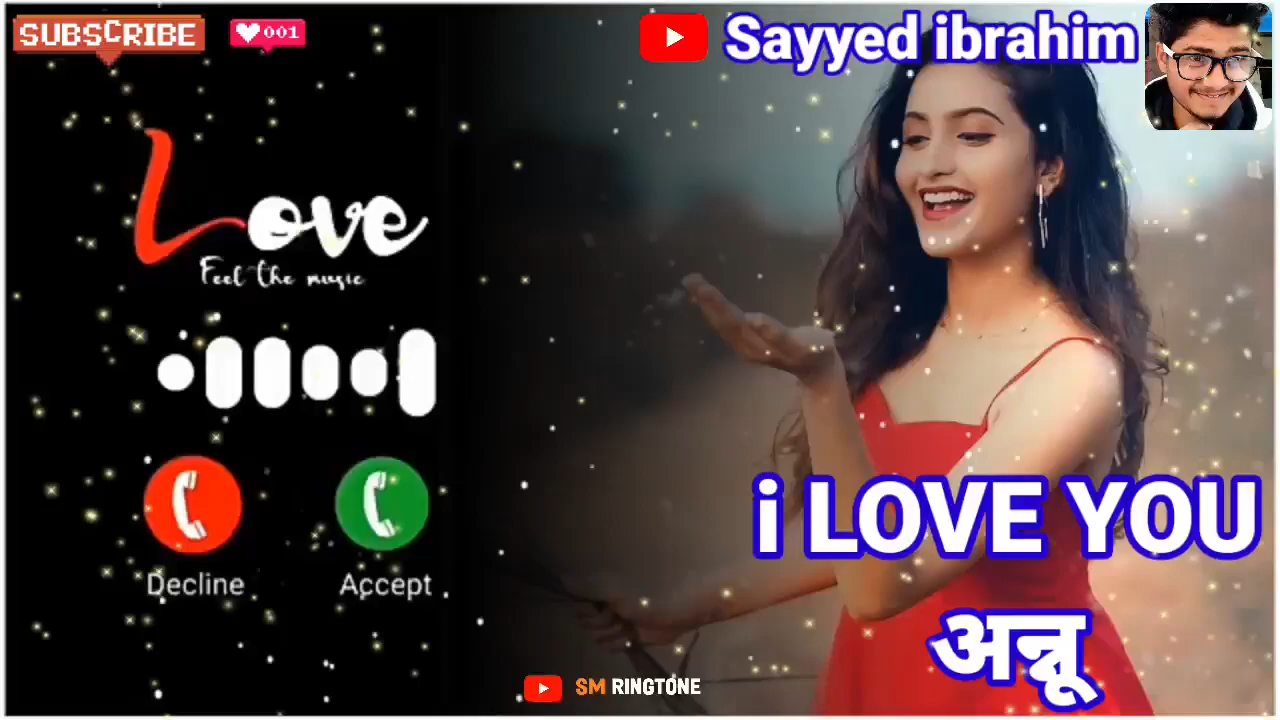 SUBSCRIBE
001
Sayyed ibrahim
Love
Feel the music
Decline
Accept
i LOVE YOU
अन्नू
SM RINGTONE